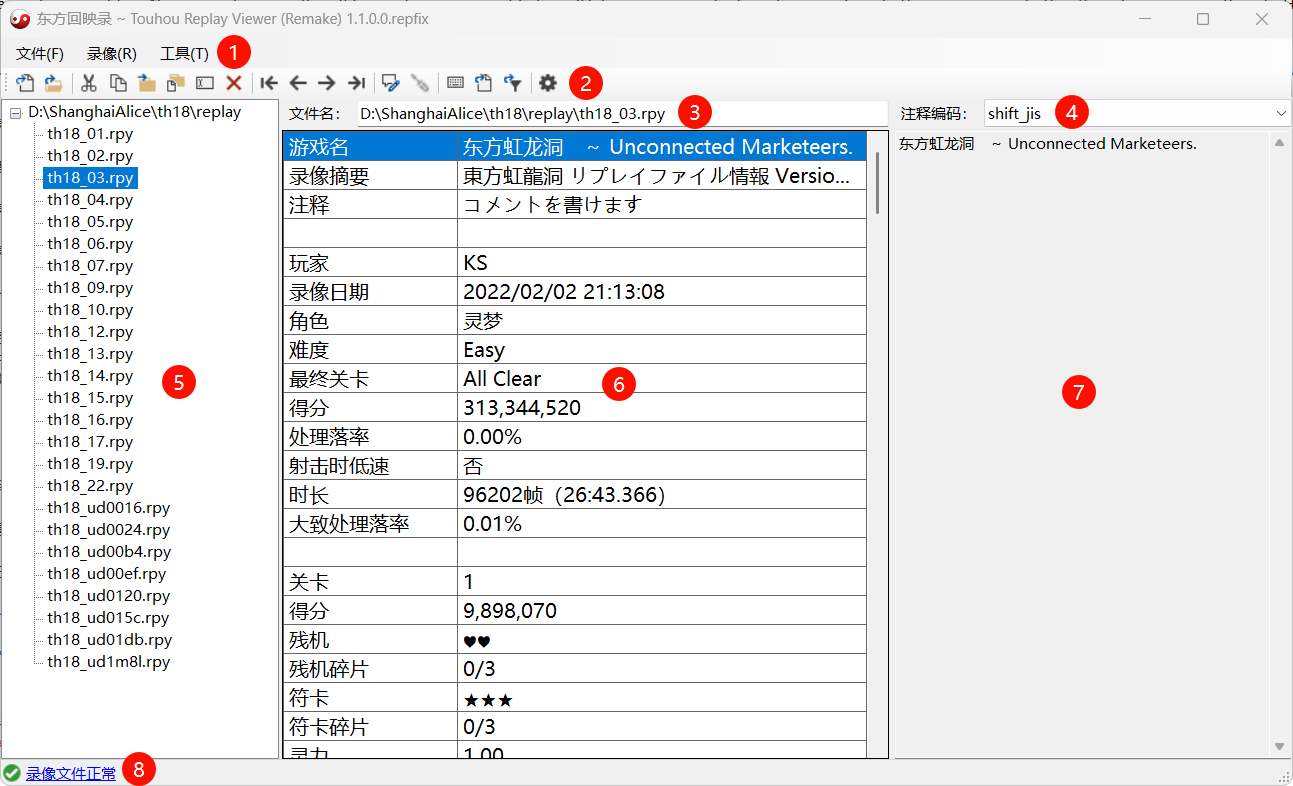 东方回映录 ~ Touhou Replay Viewer (Remake) 1.1.0.0.repfix
文件(F) 录像(R) 工具(T) 1
2
D:\ShanghaiAlice\th18\replay
th18_01.rpy
th18_02.rpy
th18_03.rpy
th18_04.rpy
th18_05.rpy
th18_06.rpy
th18_07.rpy
th18_09.rpy
th18_10.rpy
th18_12.rpy
th18_13.rpy
th18_14.rpy
th18_15.rpy
th18_16.rpy
th18_17.rpy
th18_19.rpy
th18_22.rpy
th18_ud0016.rpy
th18_ud0024.rpy
th18_ud00b4.rpy
th18_ud00ef.rpy
th18_ud0120.rpy
th18_ud015c.rpy
th18_ud01db.rpy
th18_ud1m8l.rpy
5
文件名: D:\ShanghaiAlice\th18\replay\th18_03.rpy 3
游戏名 东方虹龙洞 ~ Unconnected Marketeers.
录像摘要 東方虹龍洞 リプレイファイル情報 Versio...
注释 コメントを書けます
玩家 KS
录像日期 2022/02/02 21:13:08
角色 灵梦
难度 Easy
最终关卡 All Clear
6
得分 313,344,520
处理落率 0.00%
射击时低速 否
时长 96202帧（26:43.366）
大致处理落率 0.01%
关卡 1
得分 9,898,070
残机 ♥♥
残机碎片 0/3
符卡 ★★★
符卡碎片 0/3
灵力 1.00
注释编码: shift_jis 4
东方虹龙洞 ~ Unconnected Marketeers.
7
录像文件正常 8